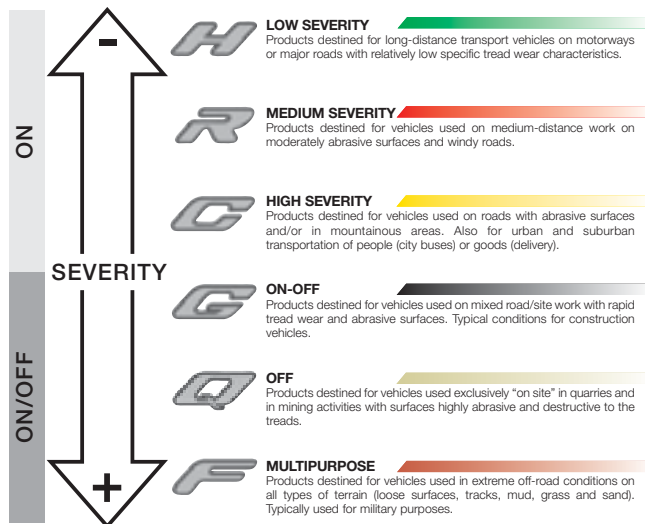 ON
ON/OFF
-
SEVERITY
+
H
LOW SEVERITY
Products destined for long-distance transport vehicles on motorways
or major roads with relatively low specific tread wear characteristics.
R
MEDIUM SEVERITY
Products destined for vehicles used on medium-distance work on
moderately abrasive surfaces and windy roads.
C
HIGH SEVERITY
Products destined for vehicles used on roads with abrasive surfaces
and/or in mountainous areas. Also for urban and suburban
transportation of people (city buses) or goods (delivery).
G
ON-OFF
Products destined for vehicles used on mixed road/site work with rapid
tread wear and abrasive surfaces. Typical conditions for construction
vehicles.
Q
OFF
Products destined for vehicles used exclusively “on site” in quarries and
in mining activities with surfaces highly abrasive and destructive to the
treads.
F
MULTIPURPOSE
Products destined for vehicles used in extreme off-road conditions on
all types of terrain (loose surfaces, tracks, mud, grass and sand).
Typically used for military purposes.